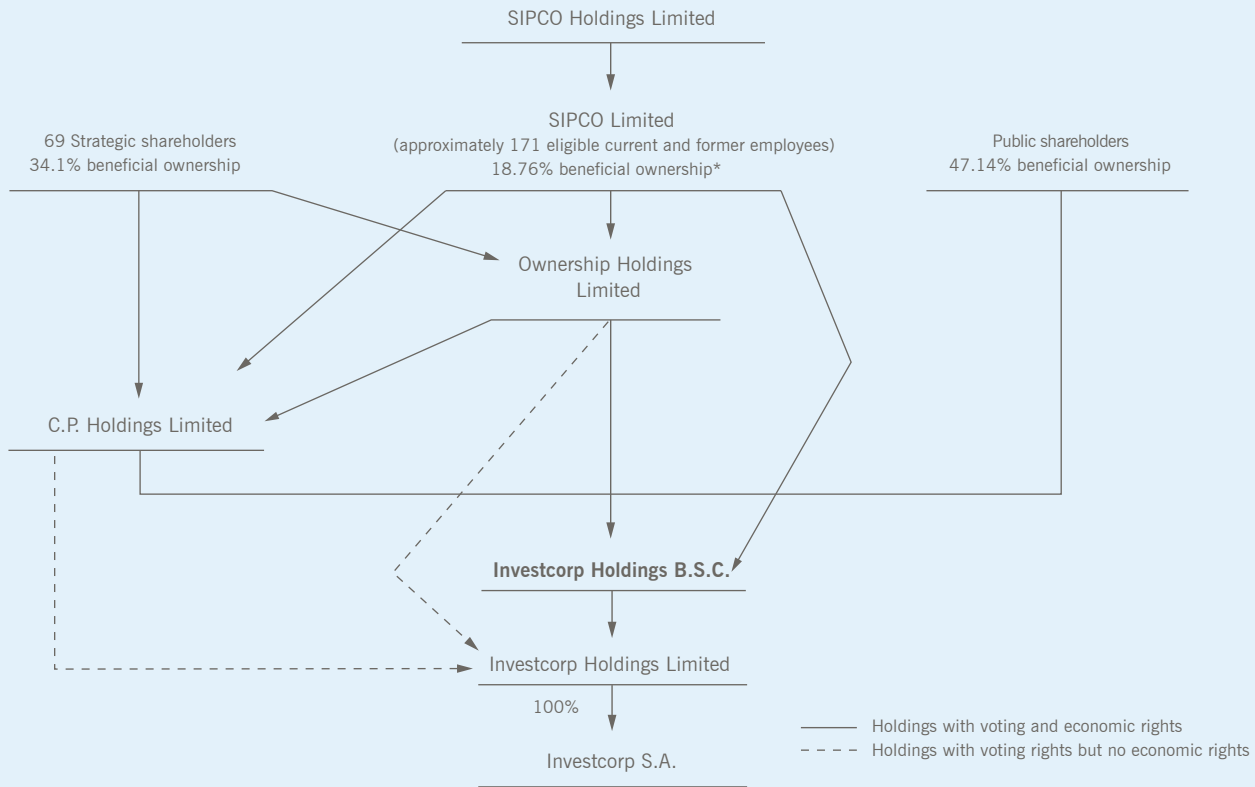 SIPCO Holdings Limited
69 Strategic shareholders
34.1% beneficial ownership
SIPCO Limited
(approximately 171 eligible current and former employees)
18.76% beneficial ownership*
Public shareholders
47.14% beneficial ownership
Ownership Holdings
Limited
C.P. Holdings Limited
Investcorp Holdings B.S.C.
Investcorp Holdings Limited
100%
Investcorp S.A.
Holdings with voting and economic rights
Holdings with voting rights but no economic rights